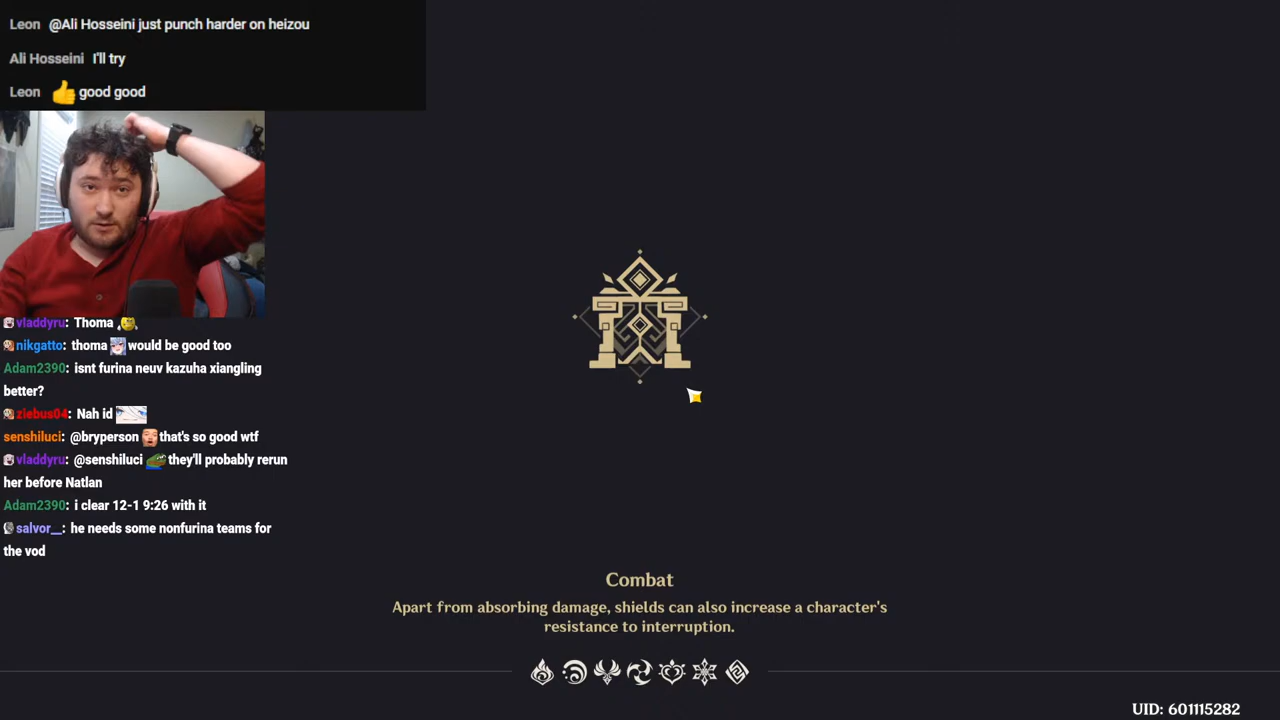 Leon @Ali Hosseini just punch harder on heizou
Ali Hosseini I'll try
Leon 👍 good good
vladdyru: Thoma
nikgatto: thoma would be good too
Adam2390: isnt furina neuv kazuha xiangling
better?
ziebus04: Nah id
senshiluci: @bryperson that's so good wtf
vladdyru: @senshiluci they'll probably rerun
her before Natlan
Adam2390: i clear 12-1 9:26 with it
salvor__: he needs some nonfurina teams for
the vod
Combat
Apart from absorbing damage, shields can also increase a character's
resistance to interruption.
UID: 601115282